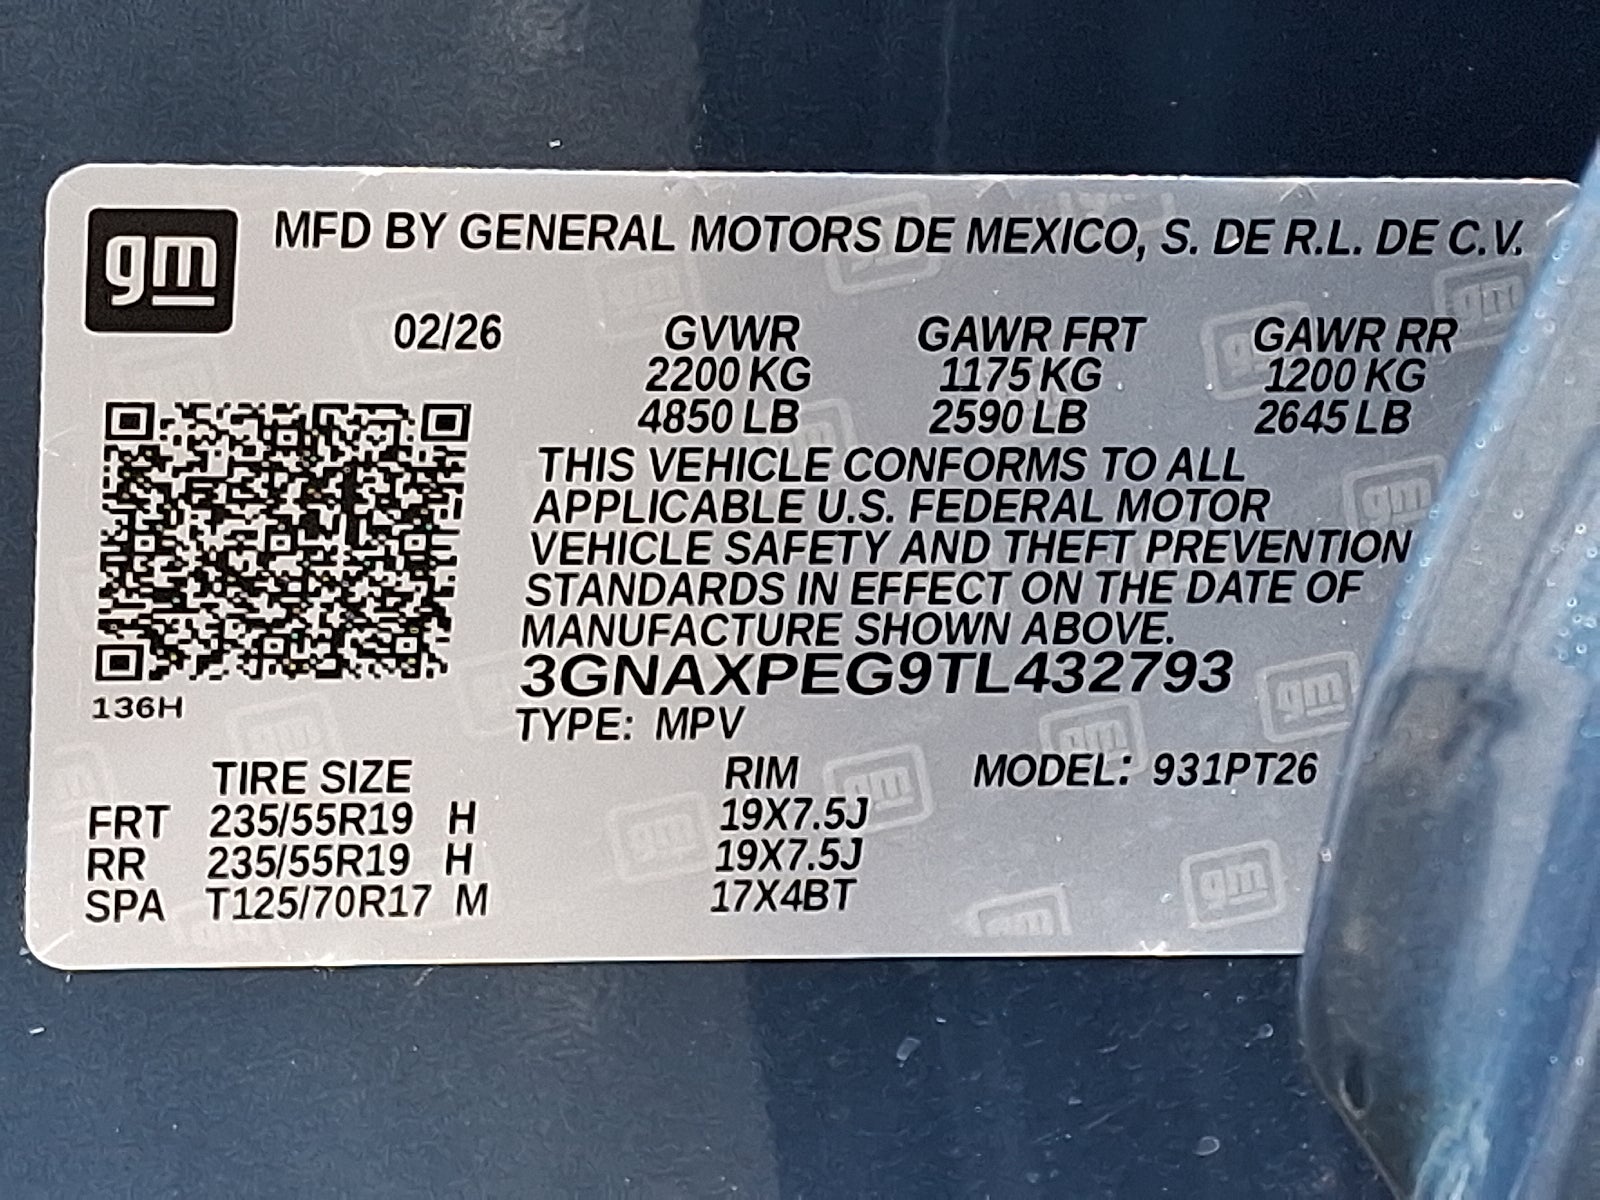 gm MFD BY GENERAL MOTORS DE MEXICO, S. DE R.L. DE C.V.
02/26 GVWR GAWR FRT GAWR RR
2200 KG 1175 KG 1200 KG
4850 LB 2590 LB 2645 LB
THIS VEHICLE CONFORMS TO ALL
APPLICABLE U.S. FEDERAL MOTOR
VEHICLE SAFETY AND THEFT PREVENTION
STANDARDS IN EFFECT ON THE DATE OF
MANUFACTURE SHOWN ABOVE.
3GNAXPEG9TL432793
136H
TYPE: MPV
TIRE SIZE RIM MODEL: 931PT26
FRT 235/55R19 H 19X7.5J
RR 235/55R19 H 19X7.5J
SPA T125/70R17 M 17X4BT